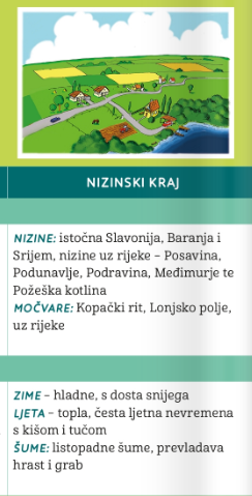 NIZINSKI KRAJ
NIZINE: istočna Slavonija, Baranja i
Srijem, nizine uz rijeke – Posavina,
Podunavlje, Podravina, Međimurje te
Požeška kotlina
MOČVARE: Kopački rit, Lonjsko polje,
uz rijeke
ZIME – hladne, s dosta snijega
LJETA – topla, česta ljetna nevremena
s kišom i tučom
ŠUME: listopadne šume, prevladava
hrast i grab